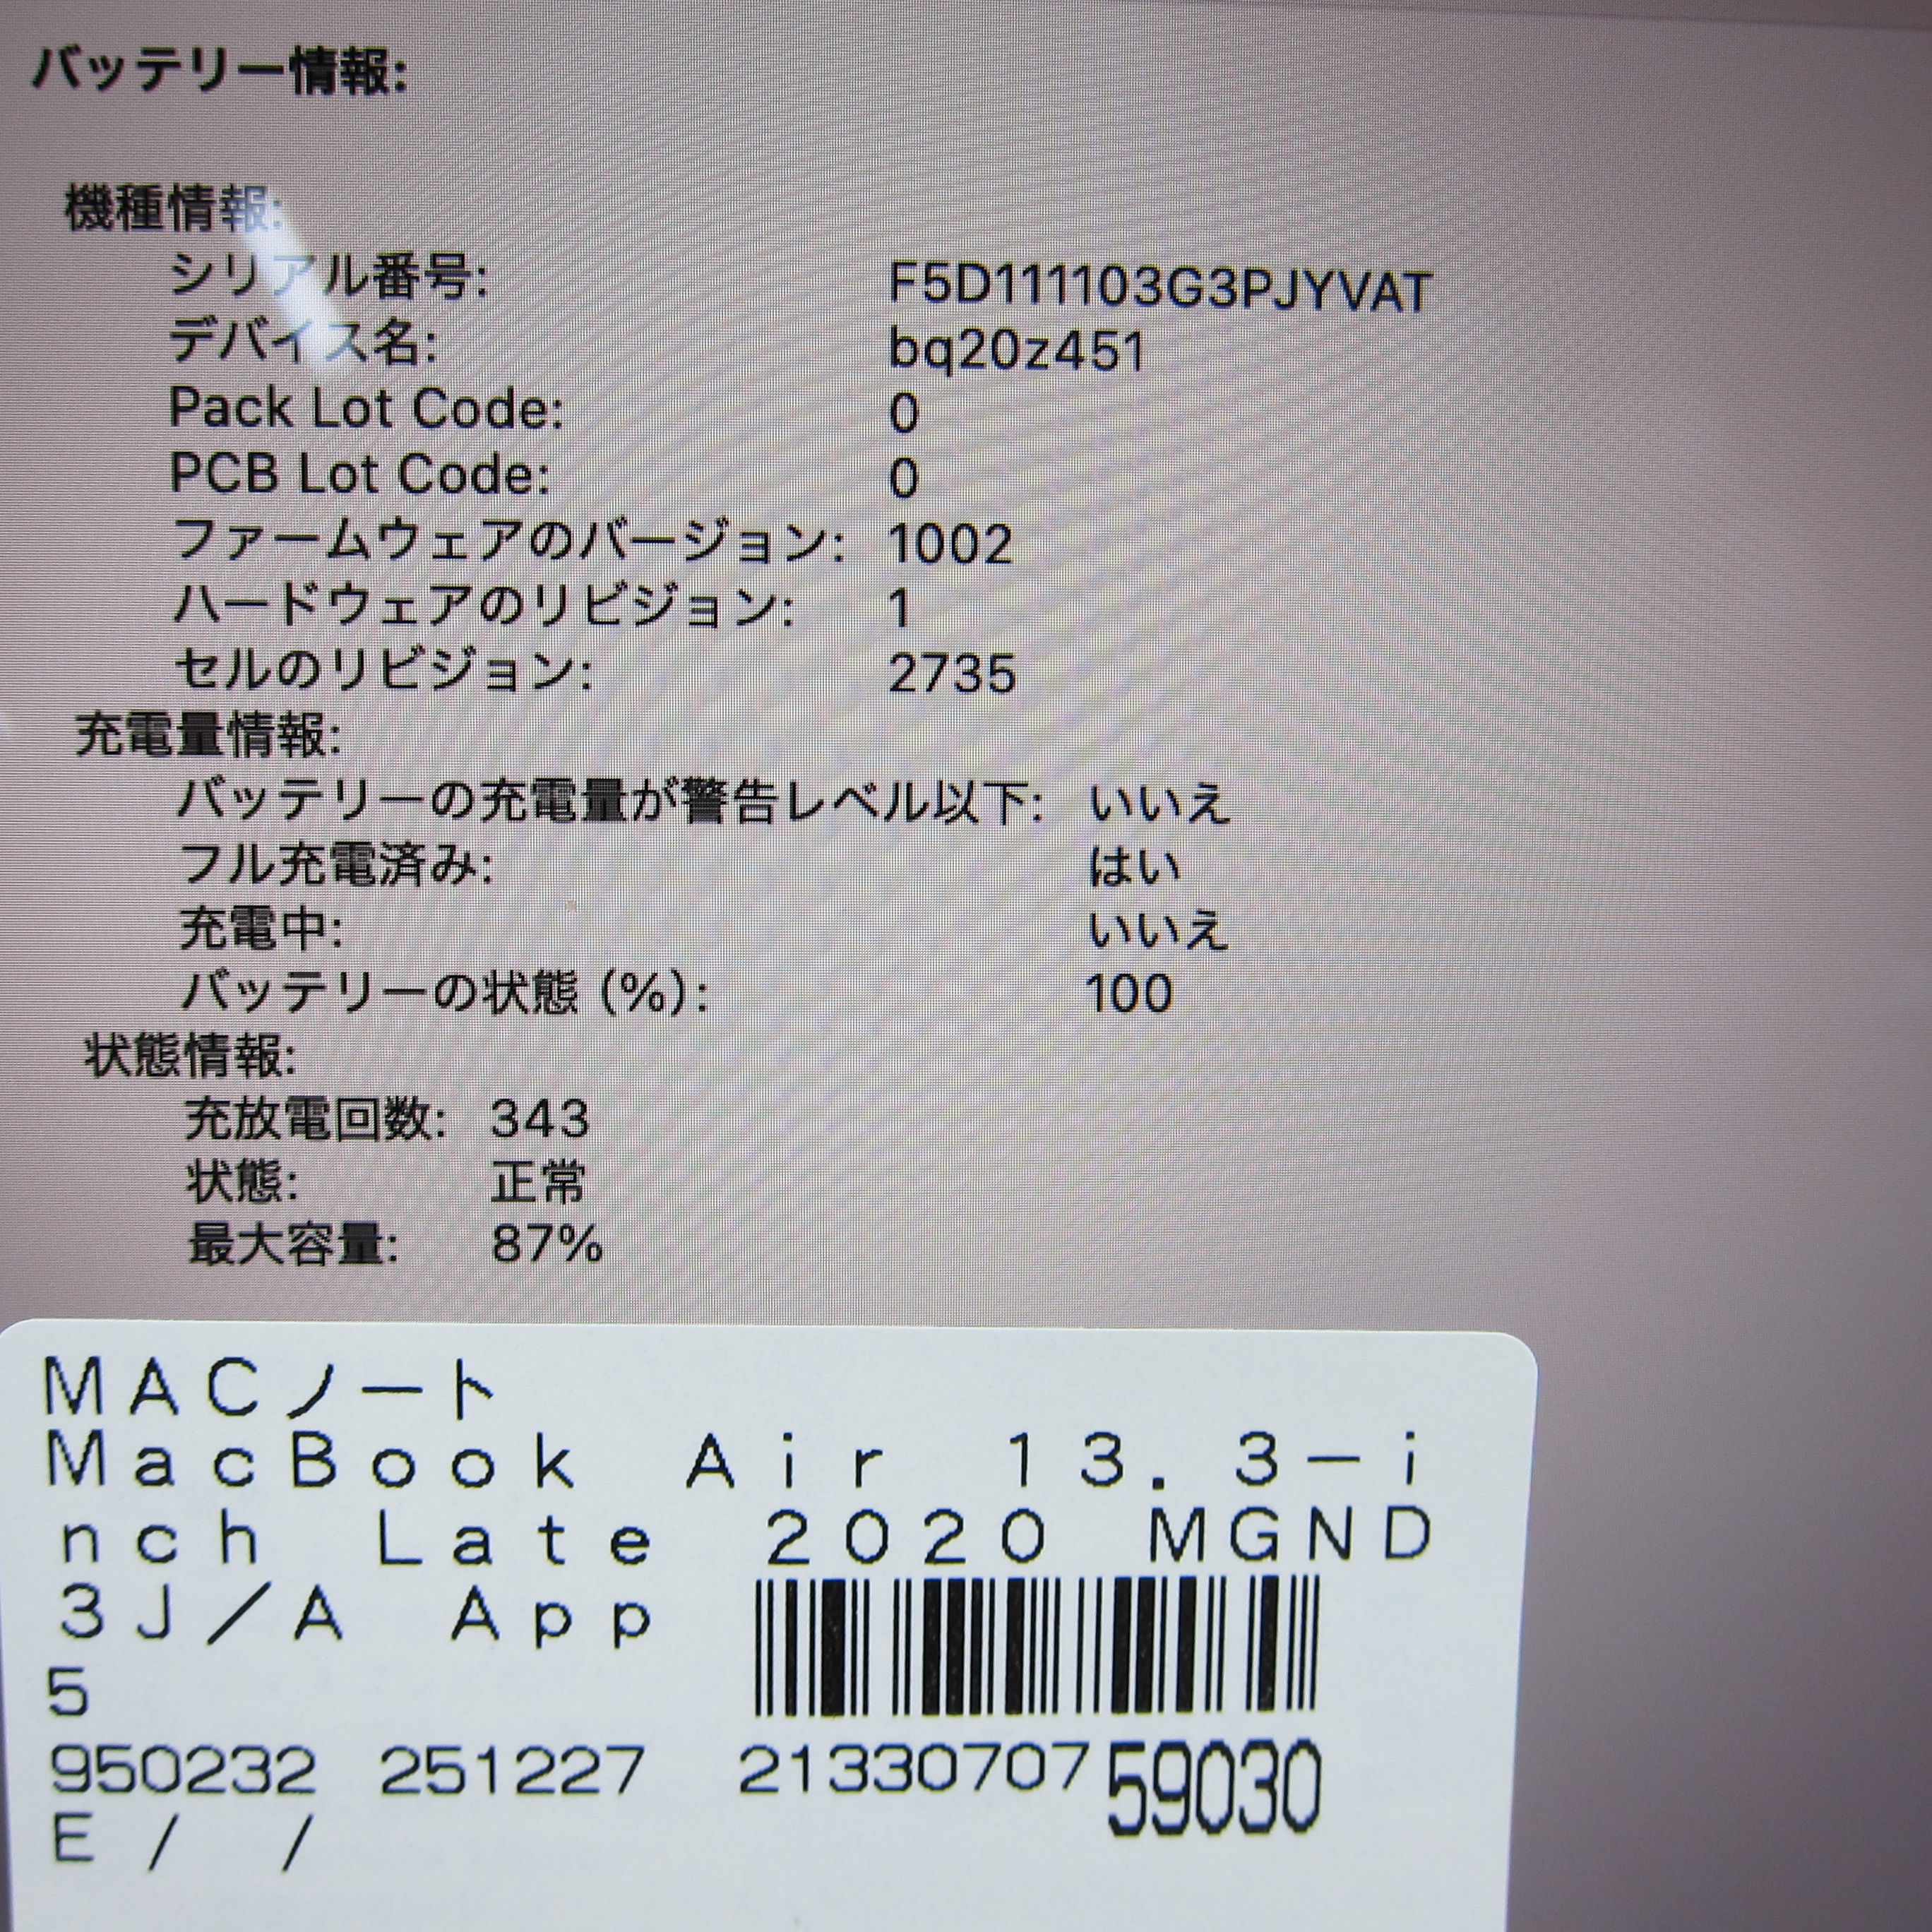 バッテリー情報:
機種情報:
シリアル番号: F5D111103G3PJYVAT
デバイス名: bq20z451
Pack Lot Code: 0
PCB Lot Code: 0
ファームウェアのバージョン: 1002
ハードウェアのリビジョン: 1
セルのリビジョン: 2735
充電量情報:
バッテリーの充電量が警告レベル以下: いいえ
フル充電済み: はい
充電中: いいえ
バッテリーの状態 (%): 100
状態情報:
充放電回数: 343
状態: 正常
最大容量: 87%
MACノート
MacBook Air 13.3−i
nch Late 2020 MGND
3J／A App
5
950232 251227 2133070759030
E / /